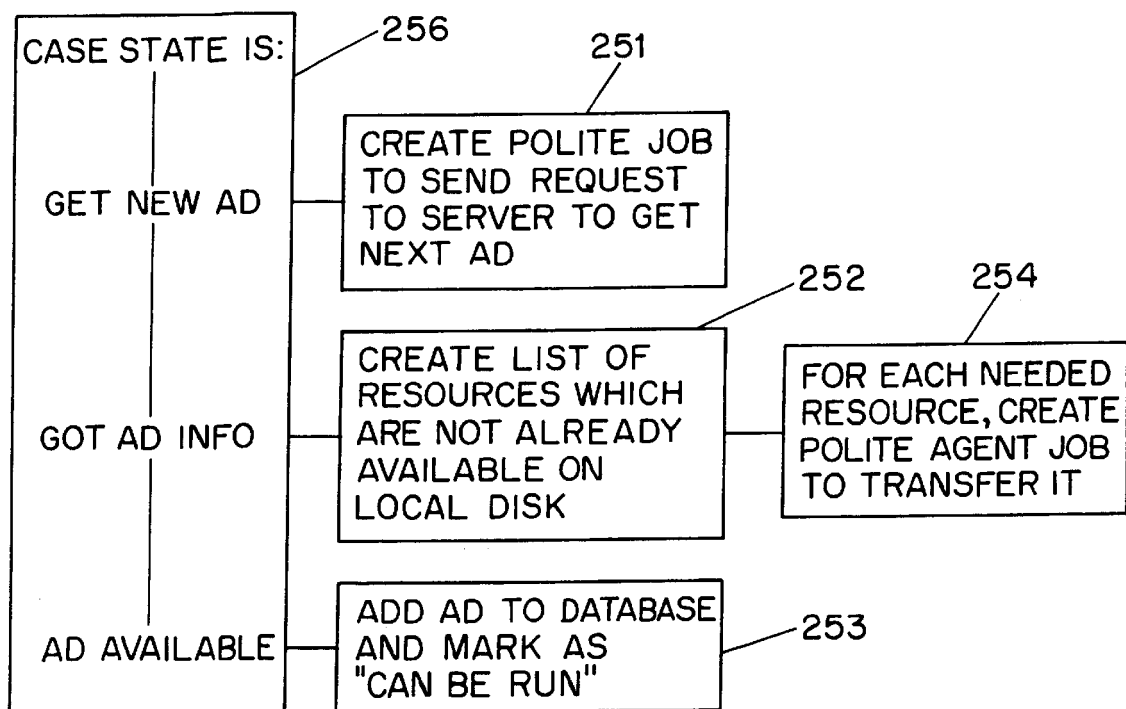 CASE STATE IS:
256
251
GET NEW AD
CREATE POLITE JOB
TO SEND REQUEST
TO SERVER TO GET
NEXT AD
252
254
GOT AD INFO
CREATE LIST OF
RESOURCES WHICH
ARE NOT ALREADY
AVAILABLE ON
LOCAL DISK
FOR EACH NEEDED
RESOURCE, CREATE
POLITE AGENT JOB
TO TRANSFER IT
AD AVAILABLE
ADD AD TO DATABASE
AND MARK AS
"CAN BE RUN"
253